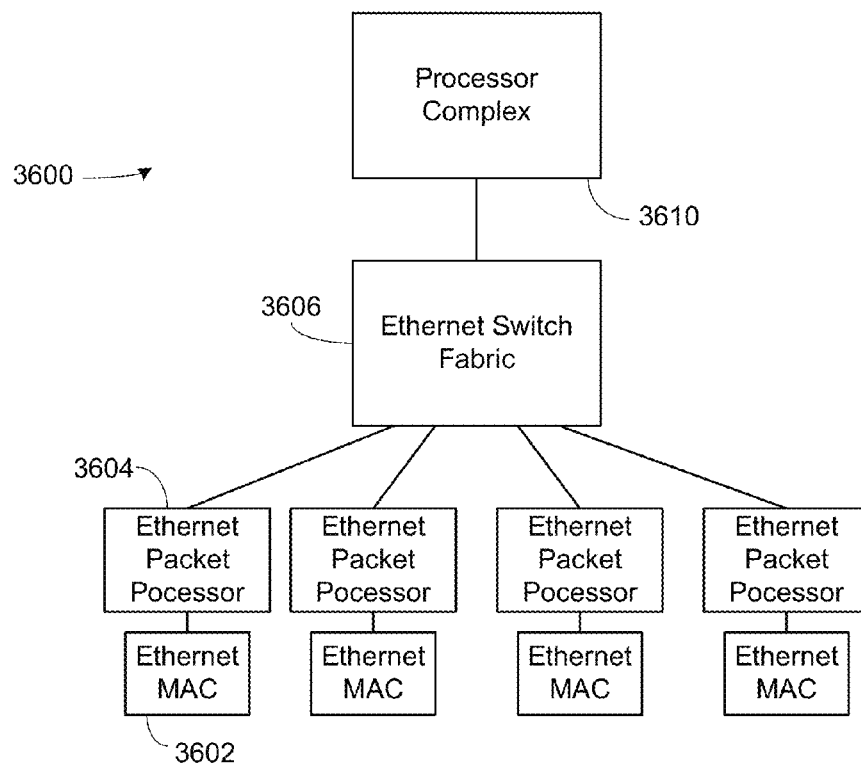 Processor
Complex
3600
3610
3606
Ethernet Switch
Fabric
3604
Ethernet
Packet
Pocessor
Ethernet
Packet
Pocessor
Ethernet
Packet
Pocessor
Ethernet
Packet
Pocessor
Ethernet
MAC
Ethernet
MAC
Ethernet
MAC
Ethernet
MAC
3602